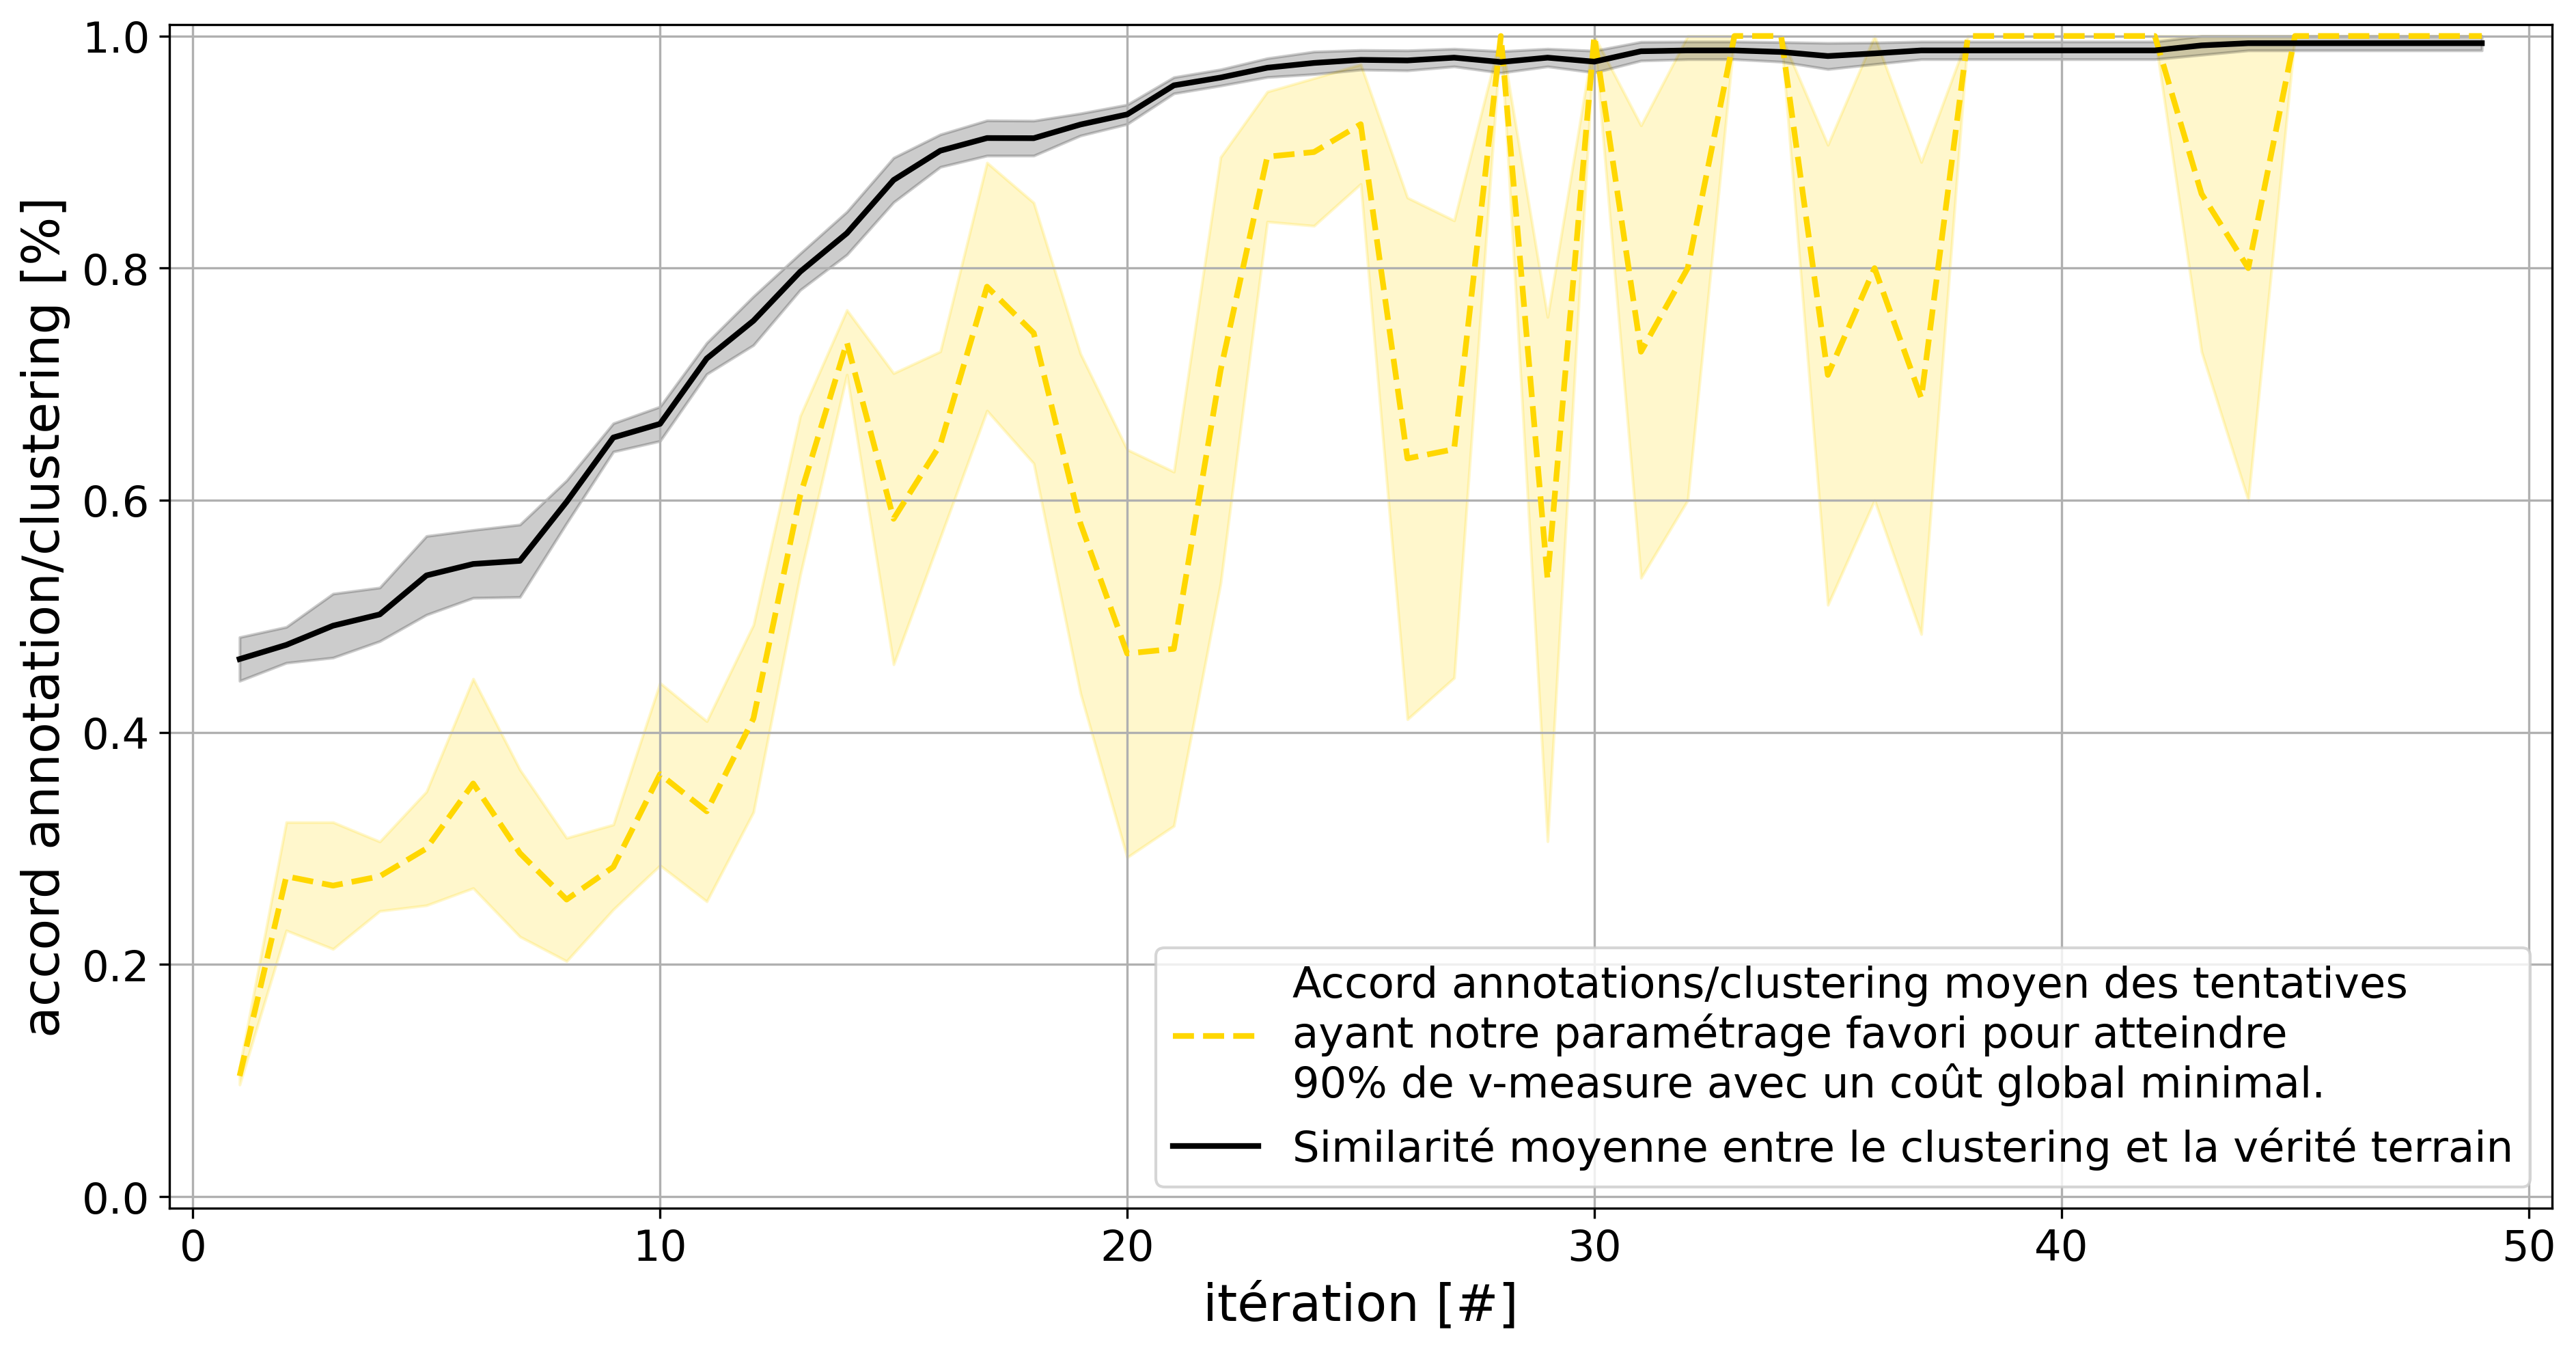 1.0
0.8
0.6
0.4
0.2
0.0
accord annotation/clustering [%]
0 10 20 30 40 50
itération [#]
Accord annotations/clustering moyen des tentatives
ayant notre paramétrage favori pour atteindre
90% de v-measure avec un coût global minimal.
Similarité moyenne entre le clustering et la vérité terrain